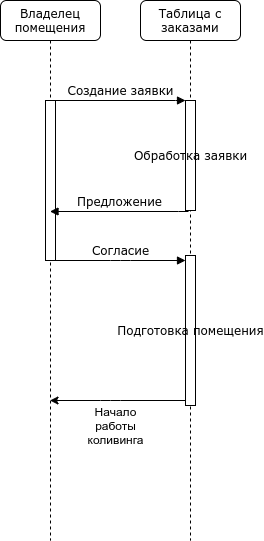 Владелец
помещения
Таблица с
заказами
Создание заявки
Обработка заявки
Предложение
Согласие
Подготовка помещения
Начало
работы
коливинга